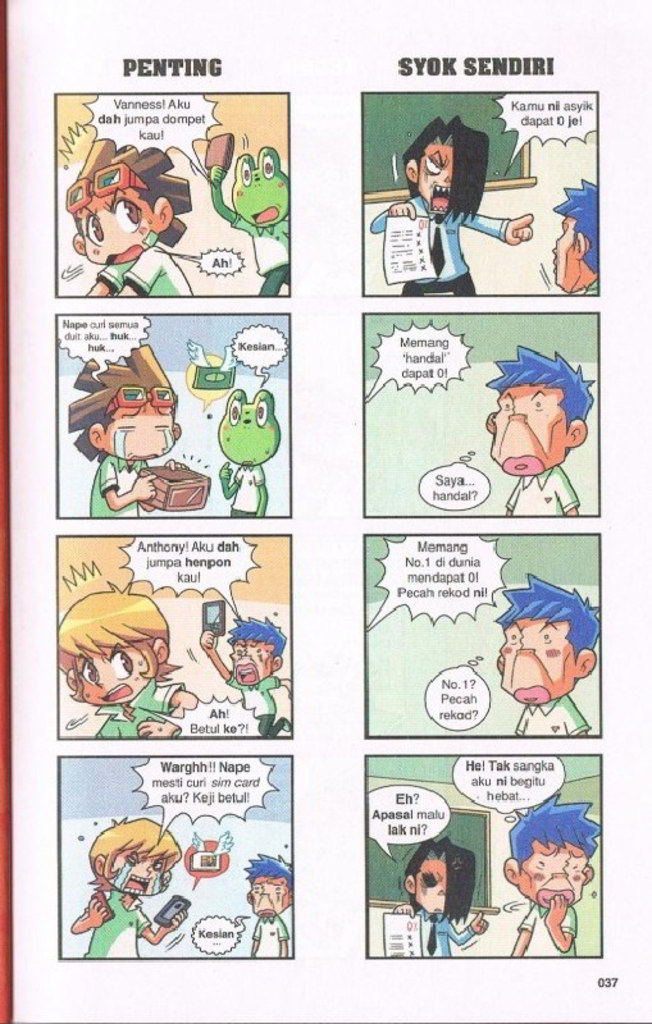 PENTING
Vanness! Aku
dah jumpa dompet
kau!
Ah!
Nape curi semua
duit aku... huk...
huk...
Kesian...
Anthony! Aku dah
jumpa henpon
kau!
Ah!
Betul ke?!
Warghh!! Nape
mesti curi sim card
aku? Keji betul!
Kesian
...
SYOK SENDIRI
Kamu ni asyik
dapat 0 je!
0X
Memang
'handal'
dapat 0!
Saya...
handal?
Memang
No.1 di dunia
mendapat 0!
Pecah rekod ni!
No.1?
Pecah
rekod?
He! Tak sangka
aku ni begitu
hebat...
Eh?
Apasal malu
lak ni?
0X
037